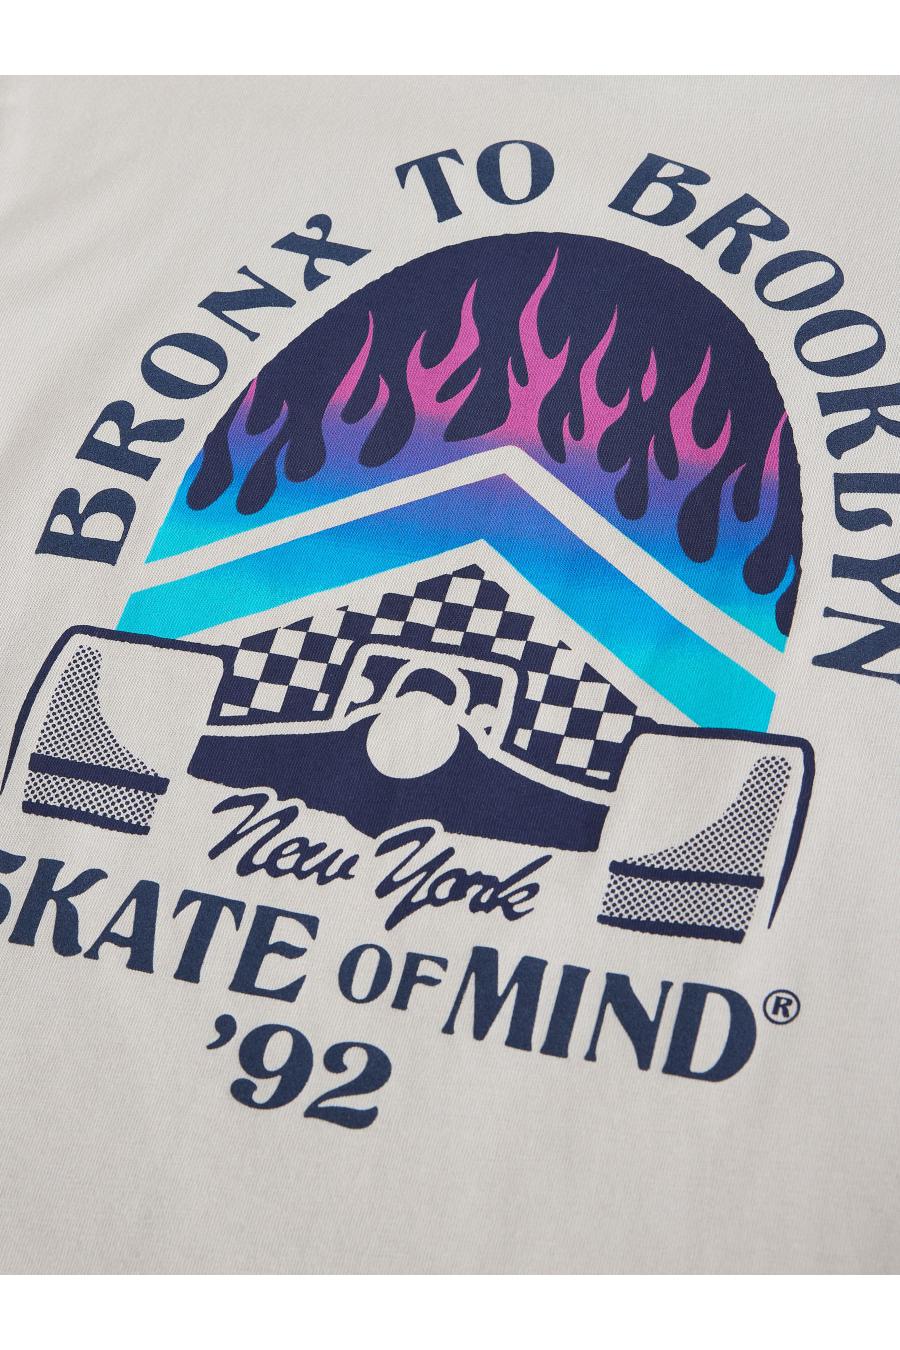 BRONX TO BROOKLYN
New York
SKATE OF MIND®
'92